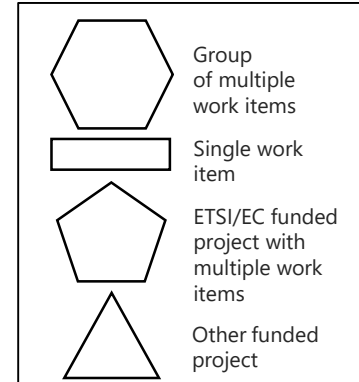 Group
of multiple
work items
Single work
item
ETSI/EC funded
project with
multiple work
items
Other funded
project